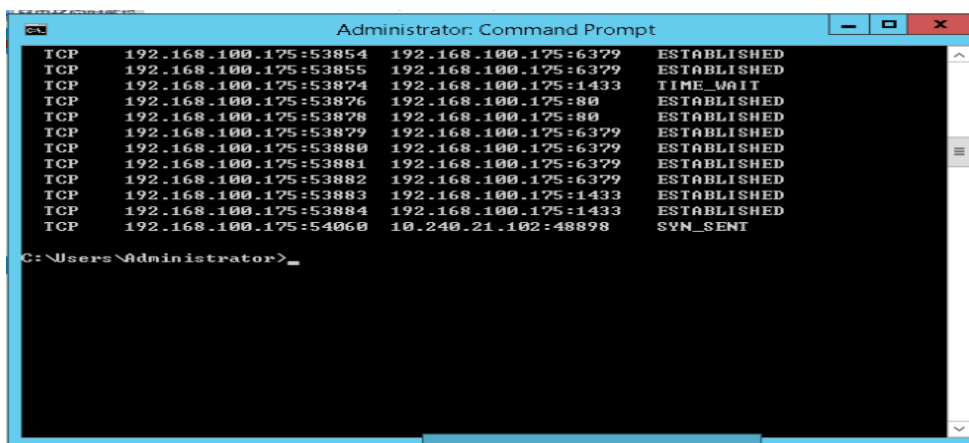 Administrator: Command Prompt
TCP 192.168.100.175:53854 192.168.100.175:6379 ESTABLISHED
TCP 192.168.100.175:53855 192.168.100.175:6379 ESTABLISHED
TCP 192.168.100.175:53874 192.168.100.175:1433 TIME_WAIT
TCP 192.168.100.175:53876 192.168.100.175:80 ESTABLISHED
TCP 192.168.100.175:53878 192.168.100.175:80 ESTABLISHED
TCP 192.168.100.175:53879 192.168.100.175:6379 ESTABLISHED
TCP 192.168.100.175:53880 192.168.100.175:6379 ESTABLISHED
TCP 192.168.100.175:53881 192.168.100.175:6379 ESTABLISHED
TCP 192.168.100.175:53882 192.168.100.175:6379 ESTABLISHED
TCP 192.168.100.175:53883 192.168.100.175:1433 ESTABLISHED
TCP 192.168.100.175:53884 192.168.100.175:1433 ESTABLISHED
TCP 192.168.100.175:54060 10.240.21.102:48898 SYN_SENT
C:\Users\Administrator>_